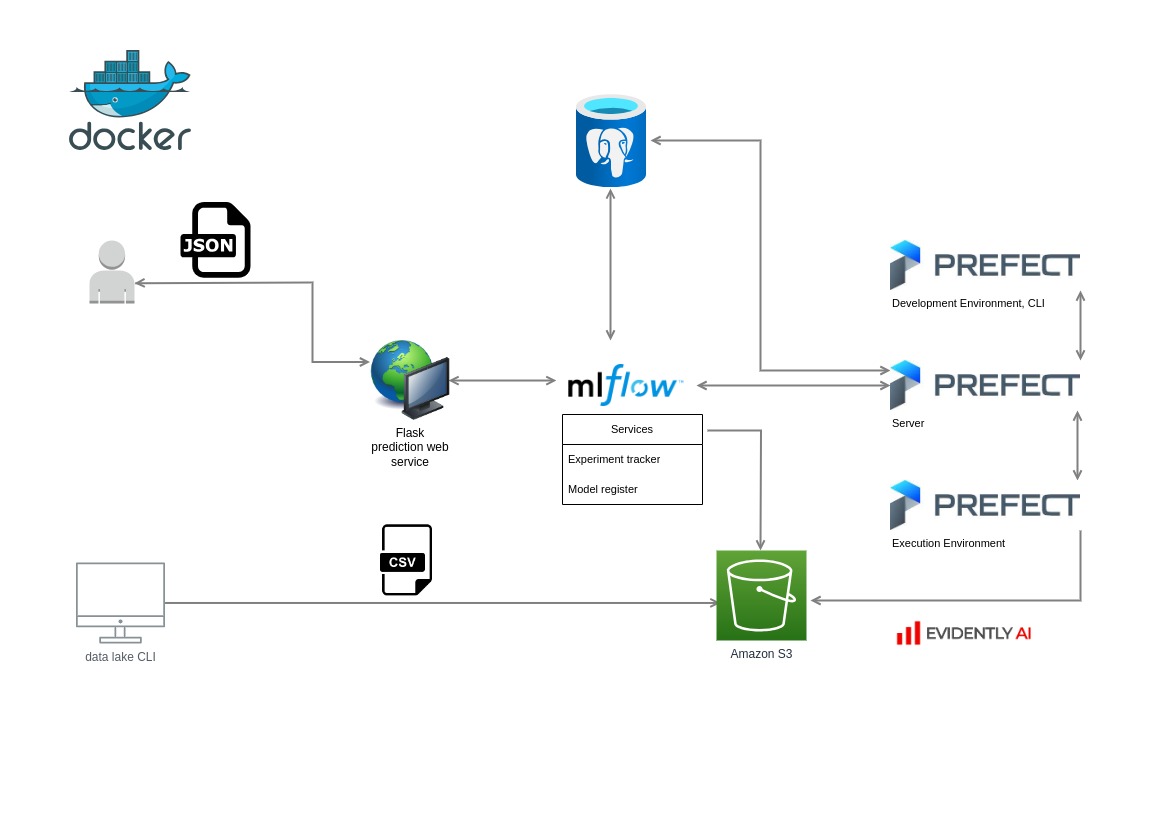 docker
JSON
PREFECT
Development Environment, CLI
mlflow™
PREFECT
Server
Flask
prediction web
service
Services
Experiment tracker
Model register
PREFECT
Execution Environment
CSV
EVIDENTLY AI
data lake CLI
Amazon S3